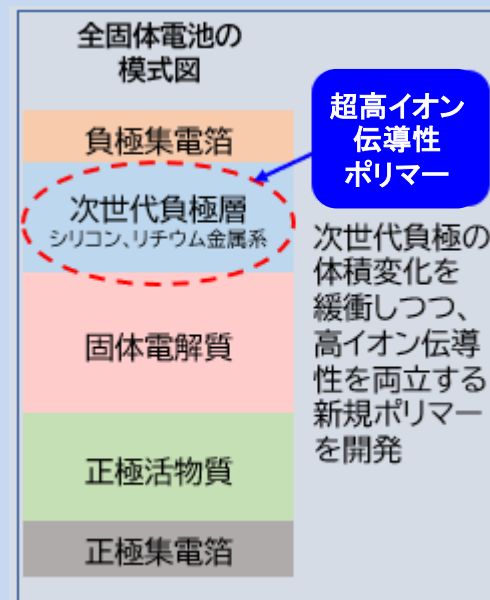 全固体電池の
模式図
超高イオン
伝導性
ポリマー
負極集電箔
次世代負極層
シリコン、リチウム金属系
固体電解質
正極活物質
正極集電箔
次世代負極の
体積変化を
緩衝しつつ、
高イオン伝導
性を両立する
新規ポリマー
を開発